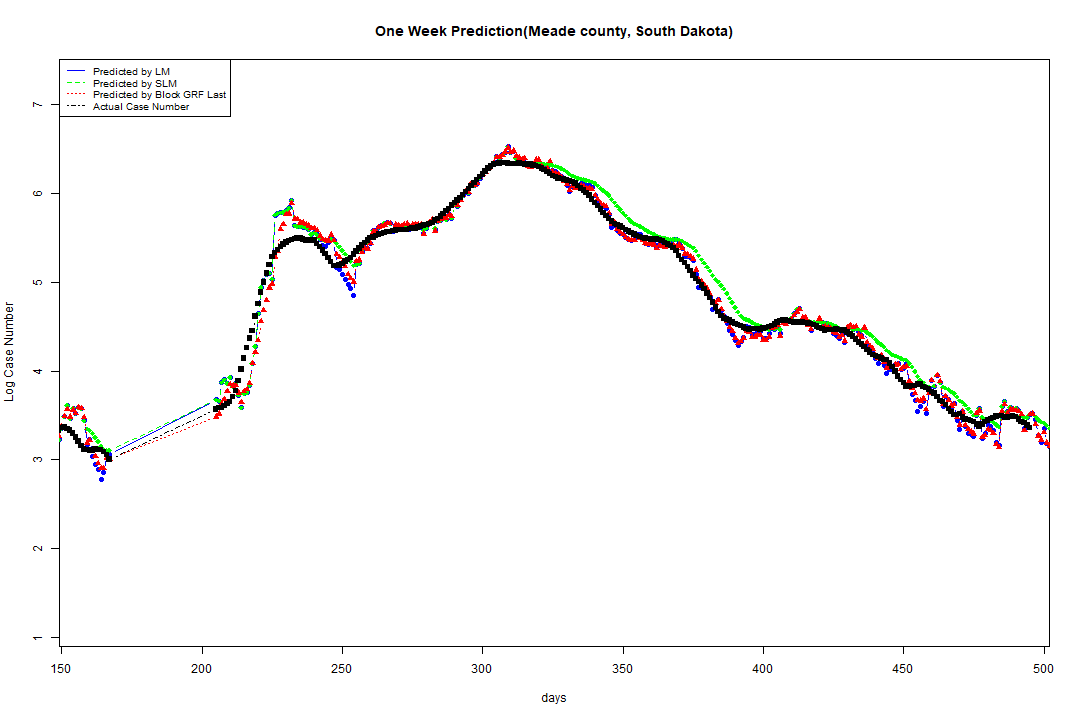 One Week Prediction(Meade county, South Dakota)
Predicted by LM
Predicted by SLM
Predicted by Block GRF Last
Actual Case Number
7
6
5
4
3
2
1
Log Case Number
150 200 250 300 350 400 450 500
days